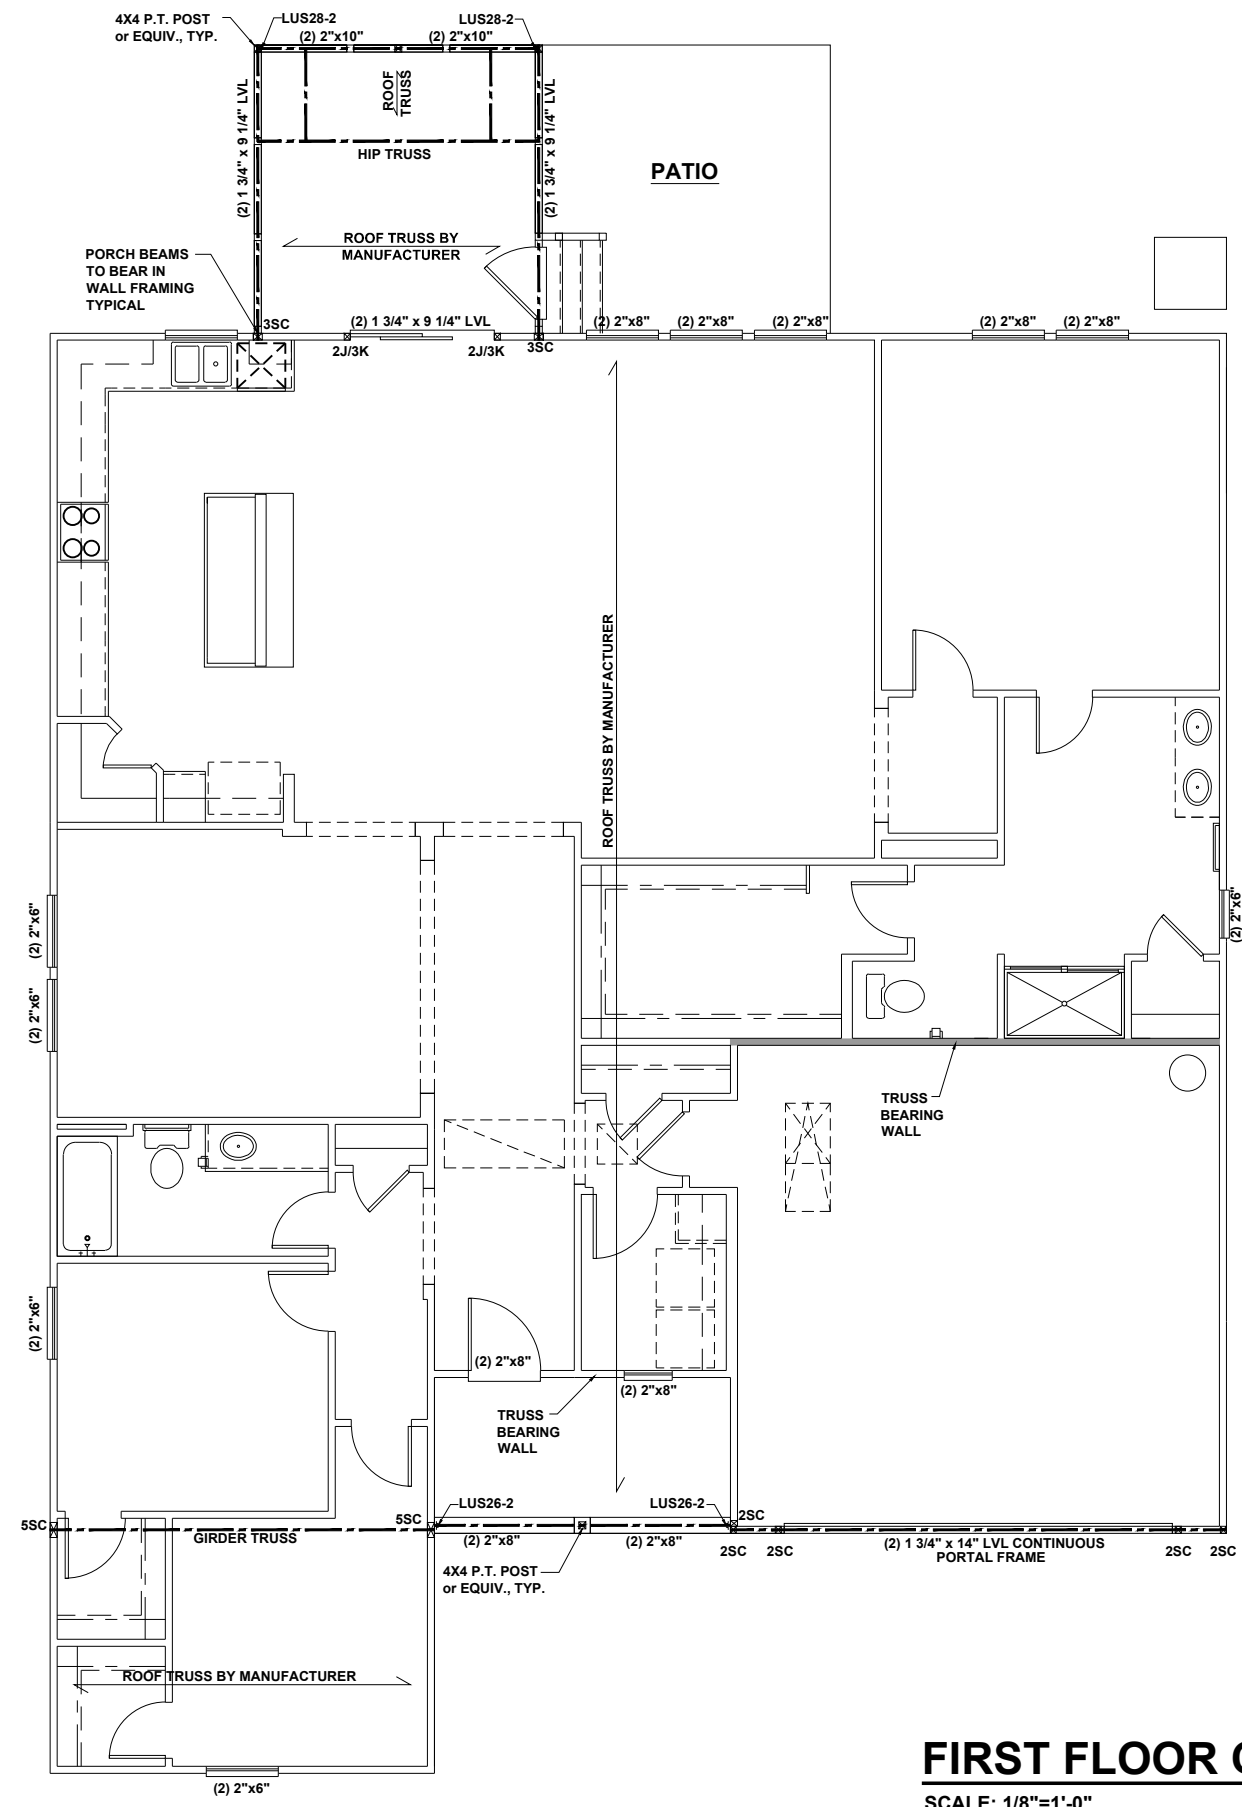 4X4 P.T. POST
or EQUIV., TYP.
LUS28-2
LUS28-2
(2) 2"x10"
(2) 2"x10"
ROOF
TRUSS
(2) 1 3/4" x 9 1/4" LVL
(2) 1 3/4" x 9 1/4" LVL
HIP TRUSS
PATIO
ROOF TRUSS BY
MANUFACTURER
PORCH BEAMS
TO BEAR IN
WALL FRAMING
TYPICAL
3SC
(2) 1 3/4" x 9 1/4" LVL
2J/3K
2J/3K
3SC
(2) 2"x8"
(2) 2"x8"
(2) 2"x8"
(2) 2"x8"
(2) 2"x8"
ROOF TRUSS BY MANUFACTURER
(2) 2"x6"
(2) 2"x6"
(2) 2"x6"
TRUSS
BEARING
WALL
(2) 2"x6"
(2) 2"x8"
(2) 2"x8"
TRUSS
BEARING
WALL
5SC
GIRDER TRUSS
5SC
LUS26-2
LUS26-2
(2) 2"x8"
(2) 2"x8"
2SC
2SC
2SC
(2) 1 3/4" x 14" LVL CONTINUOUS
PORTAL FRAME
2SC
2SC
4X4 P.T. POST
or EQUIV., TYP.
ROOF TRUSS BY MANUFACTURER
(2) 2"x6"
FIRST FLOOR
SCALE: 1/8"=1'-0"